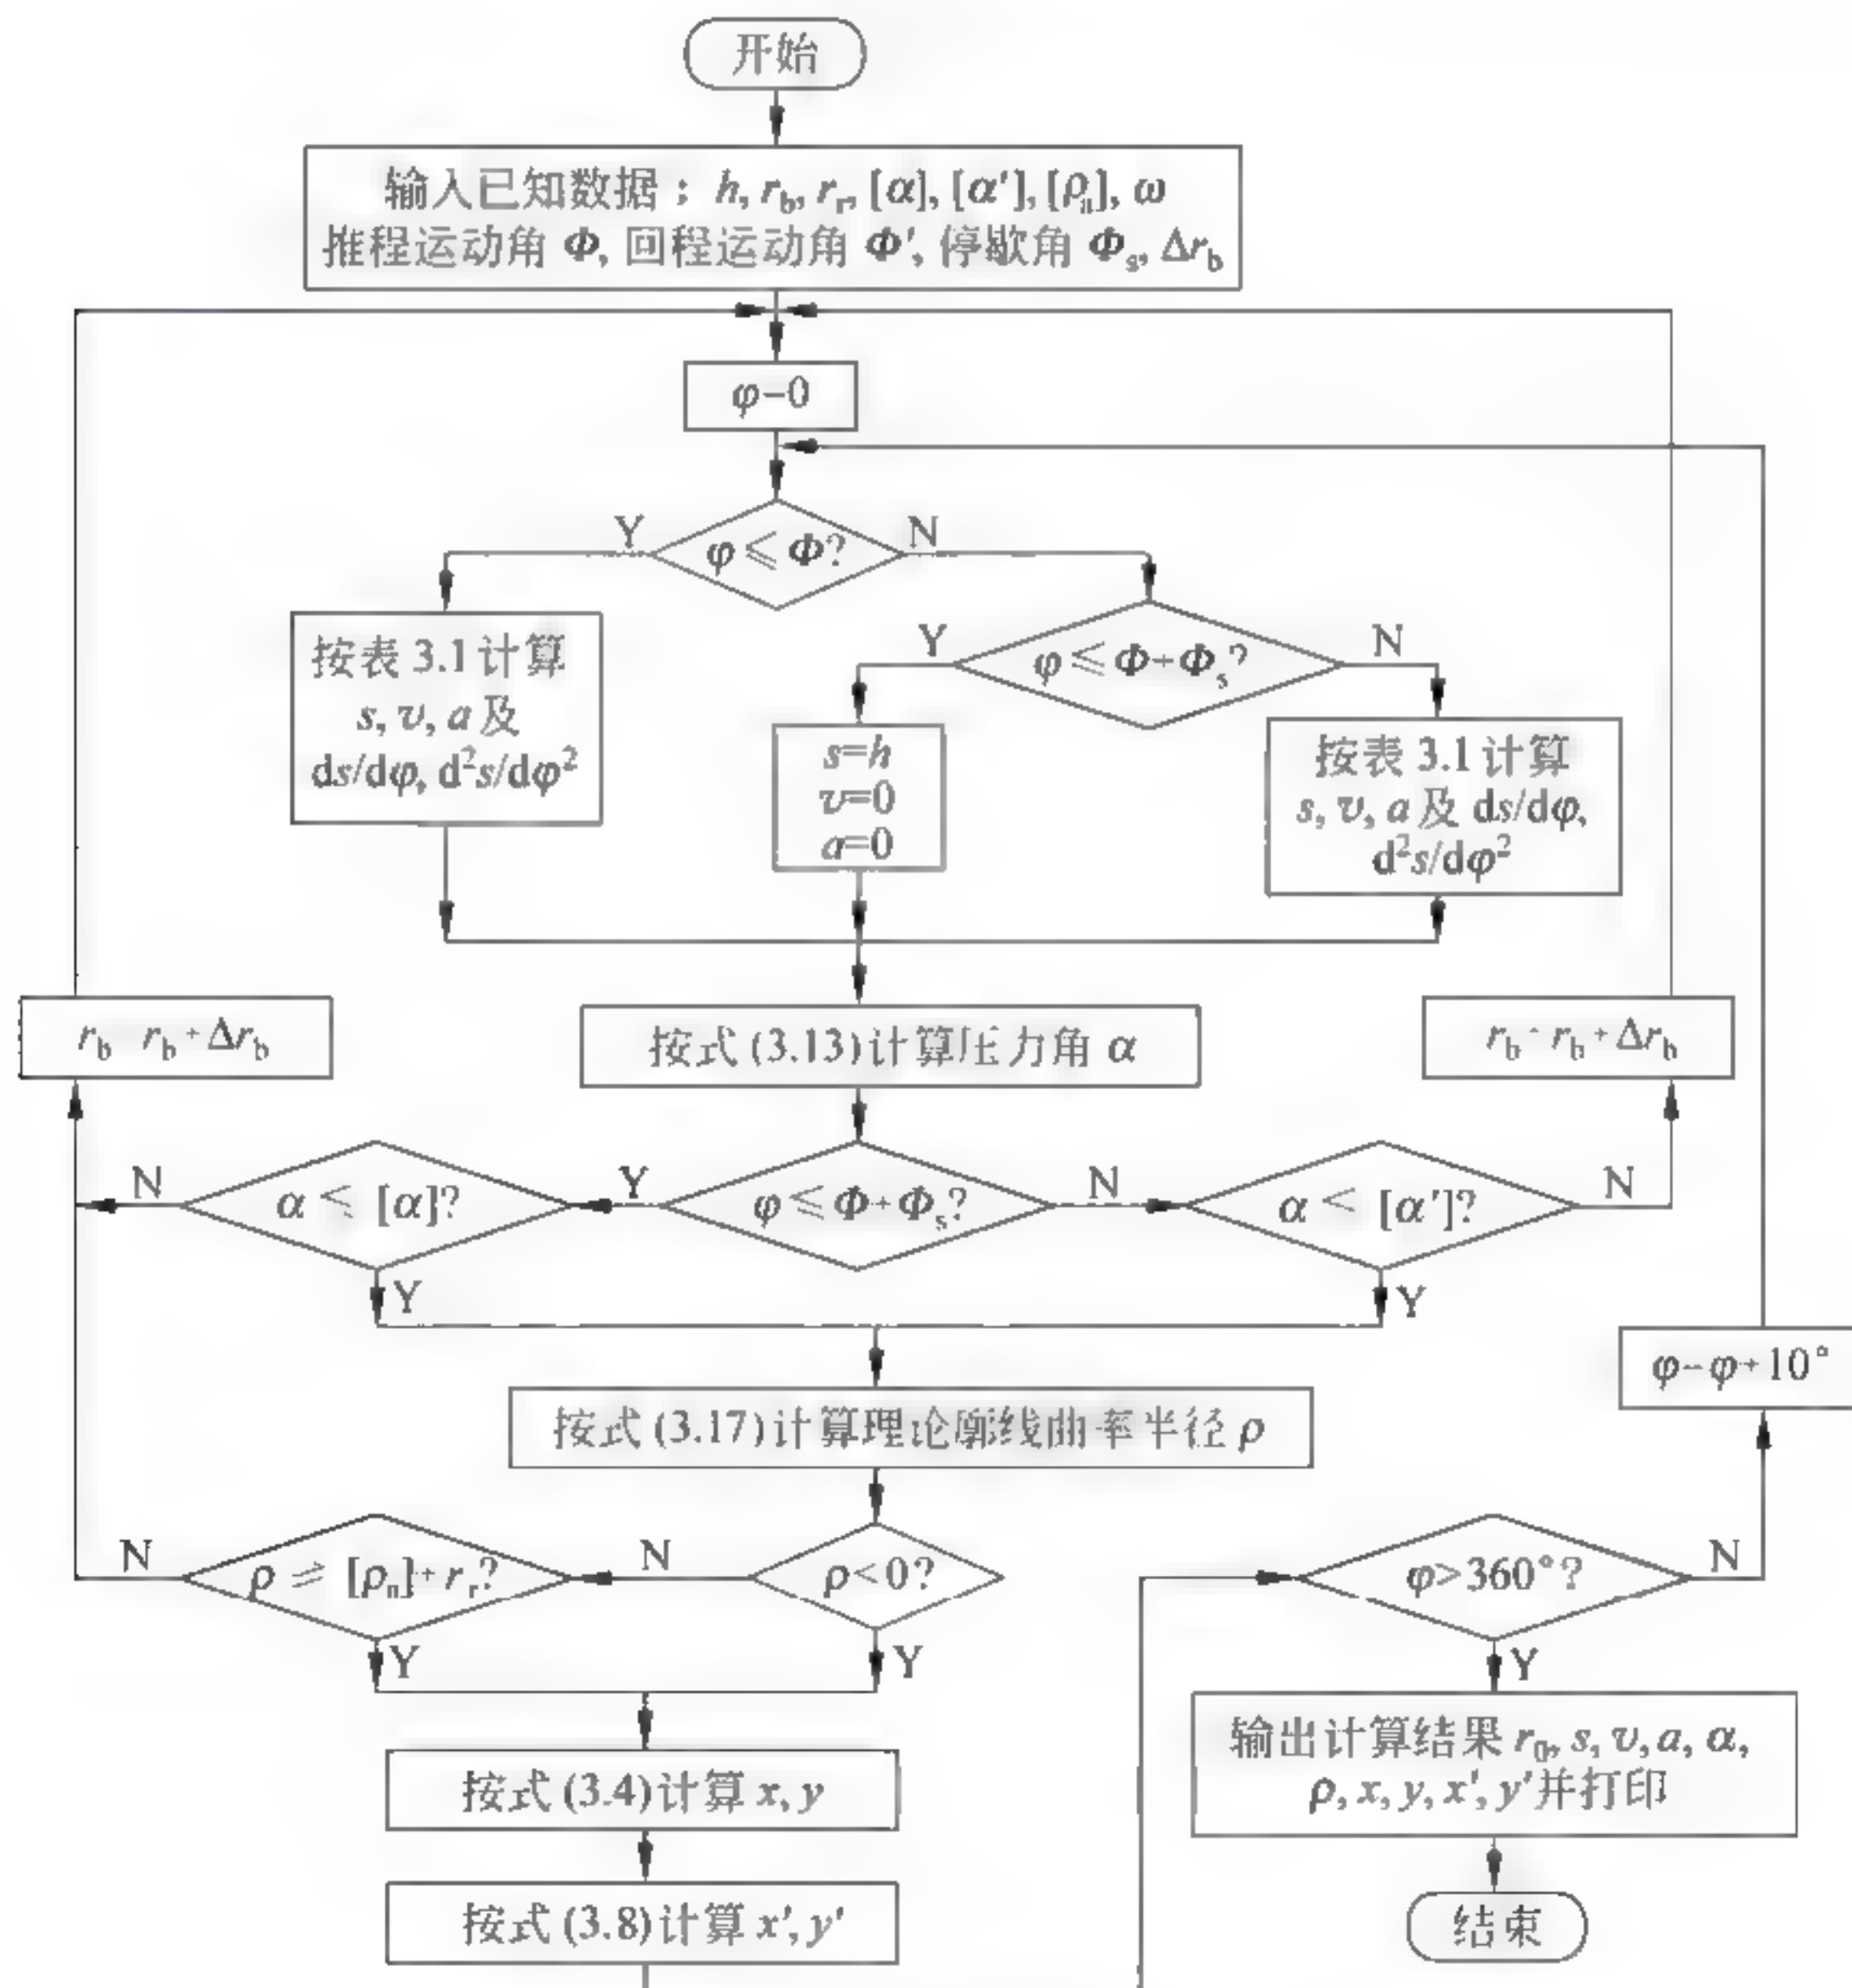 开始
输入已知数据：h, r_b, r_r, [α], [α′], [ρ_a], ω
推程运动角 Φ, 回程运动角 Φ′, 停歇角 Φ_s, Δr_b
φ=0
φ ≤ Φ?
Y
N
按表 3.1 计算
s, v, a 及
ds/dφ, d²s/dφ²
φ ≤ Φ+Φ_s?
Y
N
s=h
v=0
a=0
按表 3.1 计算
s, v, a 及 ds/dφ,
d²s/dφ²
r_b=r_b+Δr_b
按式 (3.13) 计算压力角 α
r_b=r_b+Δr_b
N
α ≤ [α]?
Y
φ ≤ Φ+Φ_s?
N
α < [α′]?
N
Y
Y
φ=φ+10°
按式 (3.17) 计算理论廓线曲率半径 ρ
N
ρ ≥ [ρ_a]+r_r?
N
ρ<0?
φ>360°?
N
Y
Y
Y
输出计算结果 r_0, s, v, a, α,
ρ, x, y, x′, y′并打印
按式 (3.4) 计算 x, y
按式 (3.8) 计算 x′, y′
结束